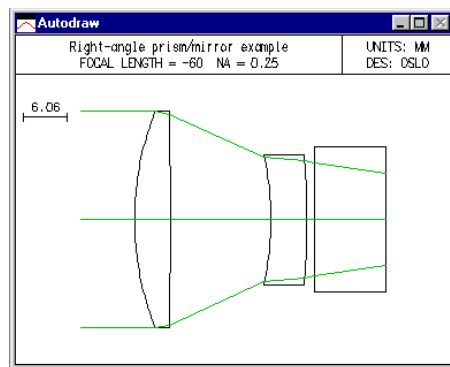 Autodraw
Right-angle prism/mirror example
FOCAL LENGTH = -60 NA = 0.25
UNITS: MM
DES: OSLO
6.06